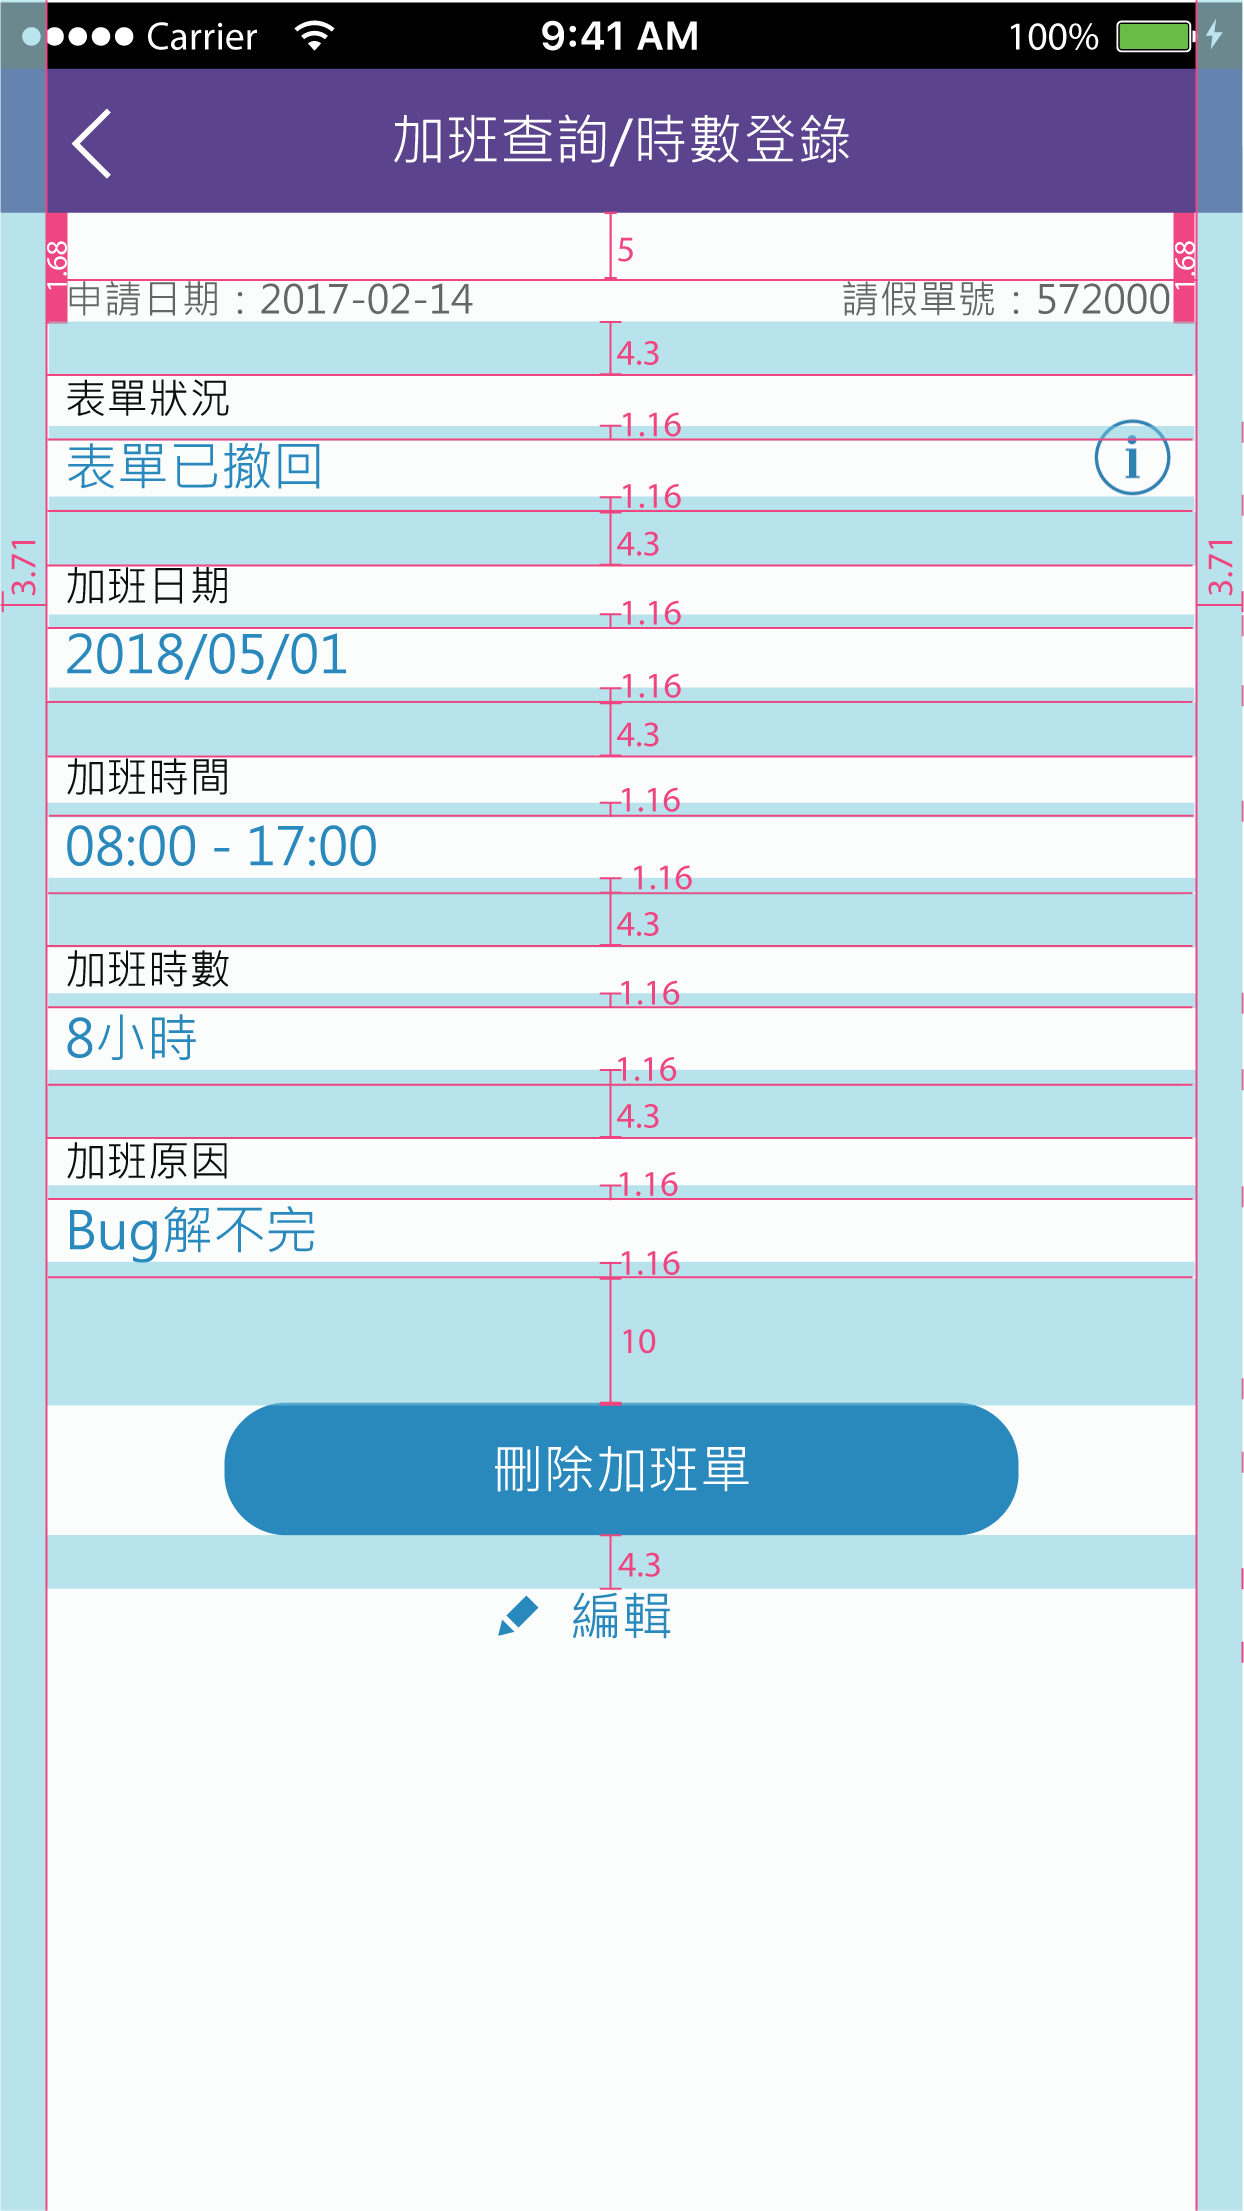 Carrier 9:41 AM 100%
加班查詢/時數登錄
5
1.68 1.68
申請日期：2017-02-14 請假單號：572000
4.3
表單狀況
1.16
表單已撤回 i
1.16
4.3
3.71 3.71
加班日期
1.16
2018/05/01
1.16
4.3
加班時間
1.16
08:00 - 17:00
1.16
4.3
加班時數
1.16
8小時
1.16
4.3
加班原因
1.16
Bug解不完
1.16
10
刪除加班單
4.3
編輯